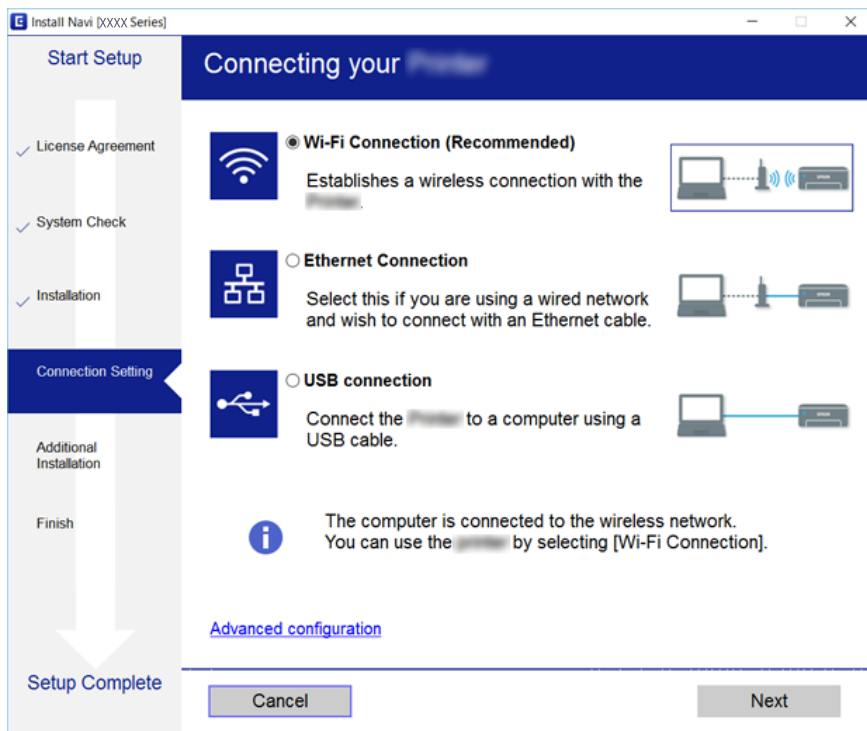 Install Navi [XXXX Series]
Start Setup
License Agreement
System Check
Installation
Connection Setting
Additional
Installation
Finish
Setup Complete
Connecting your
Wi-Fi Connection (Recommended)
Establishes a wireless connection with the
.
Ethernet Connection
Select this if you are using a wired network
and wish to connect with an Ethernet cable.
USB connection
Connect the to a computer using a
USB cable.
The computer is connected to the wireless network.
You can use the by selecting [Wi-Fi Connection].
Advanced configuration
Cancel
Next